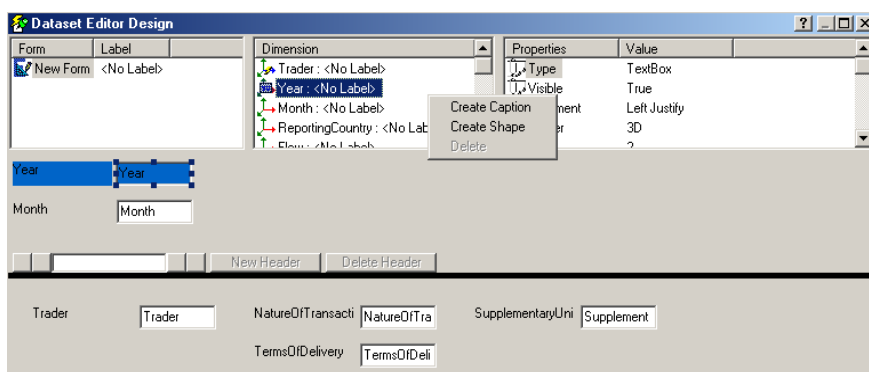 Dataset Editor Design
Form Label
New Form <No Label>
Dimension
Trader : <No Label>
Year : <No Label>
Month : <No Label>
ReportingCountry : <No Lab
Properties Value
Type TextBox
Visible True
ment Left Justify
er 3D
Create Caption
Create Shape
Delete
Year Year
Month Month
New Header Delete Header
Trader Trader
NatureOfTransacti NatureOfTra
SupplementaryUni Supplement
TermsOfDelivery TermsOfDeli